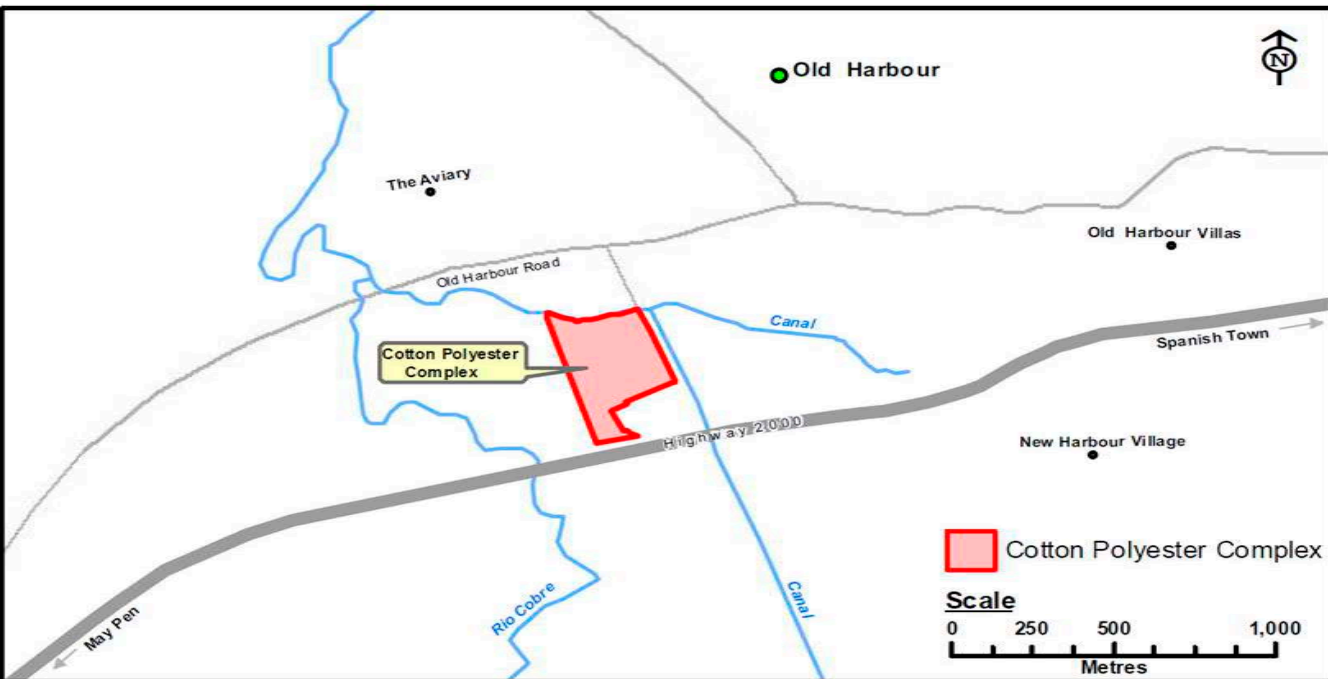 Old Harbour
N
The Aviary
Old Harbour Villas
Old Harbour Road
Canal
Spanish Town
Cotton Polyester
Complex
Highway 2000
New Harbour Village
Cotton Polyester Complex
Rio Cobre
Canal
May Pen
Scale
0 250 500 1,000
Metres